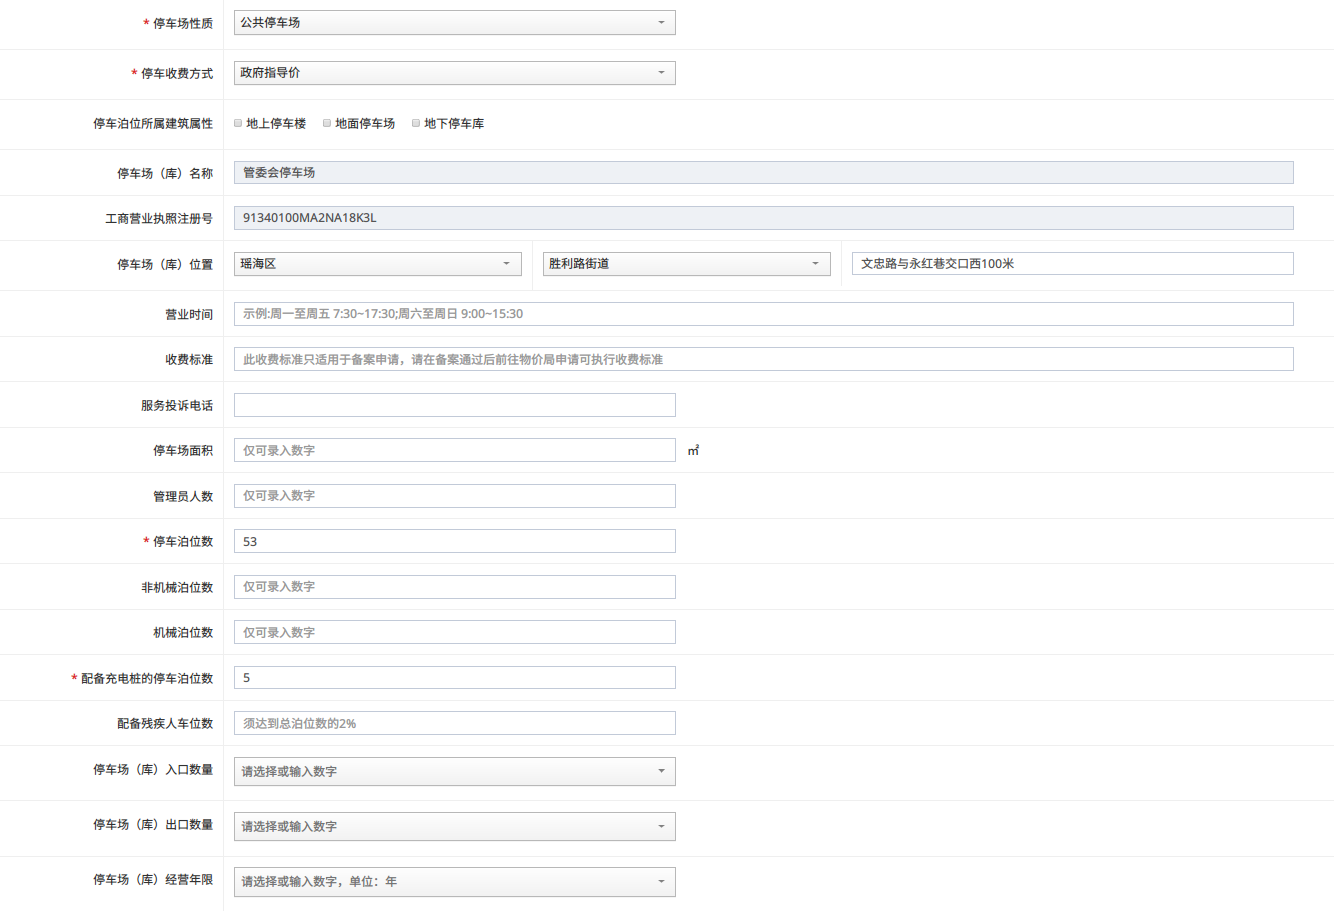 * 停车场性质 公共停车场
* 停车收费方式 政府指导价
停车泊位所属建筑属性 地上停车楼 地面停车场 地下停车库
停车场（库）名称 管委会停车场
工商营业执照注册号 91340100MA2NA18K3L
停车场（库）位置 瑶海区 胜利路街道 文忠路与永红巷交口西100米
营业时间 示例:周一至周五 7:30~17:30;周六至周日 9:00~15:30
收费标准 此收费标准只适用于备案申请，请在备案通过后前往物价局申请可执行收费标准
服务投诉电话
停车场面积 仅可录入数字 ㎡
管理员人数 仅可录入数字
* 停车泊位数 53
非机械泊位数 仅可录入数字
机械泊位数 仅可录入数字
* 配备充电桩的停车泊位数 5
配备残疾人车位数 须达到总泊位数的2%
停车场（库）入口数量 请选择或输入数字
停车场（库）出口数量 请选择或输入数字
停车场（库）经营年限 请选择或输入数字，单位：年